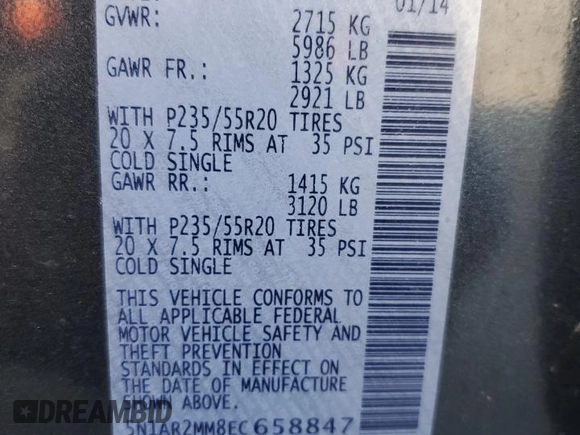 01/14
GVWR: 2715 KG
5986 LB
GAWR FR.: 1325 KG
2921 LB
WITH P235/55R20 TIRES
20 X 7.5 RIMS AT 35 PSI
COLD SINGLE
GAWR RR.: 1415 KG
3120 LB
WITH P235/55R20 TIRES
20 X 7.5 RIMS AT 35 PSI
COLD SINGLE
THIS VEHICLE CONFORMS TO
ALL APPLICABLE FEDERAL
MOTOR VEHICLE SAFETY AND
THEFT PREVENTION
STANDARDS IN EFFECT ON
THE DATE OF MANUFACTURE
SHOWN ABOVE.
5N1AR2MM8EC658847
ClearCarHistory